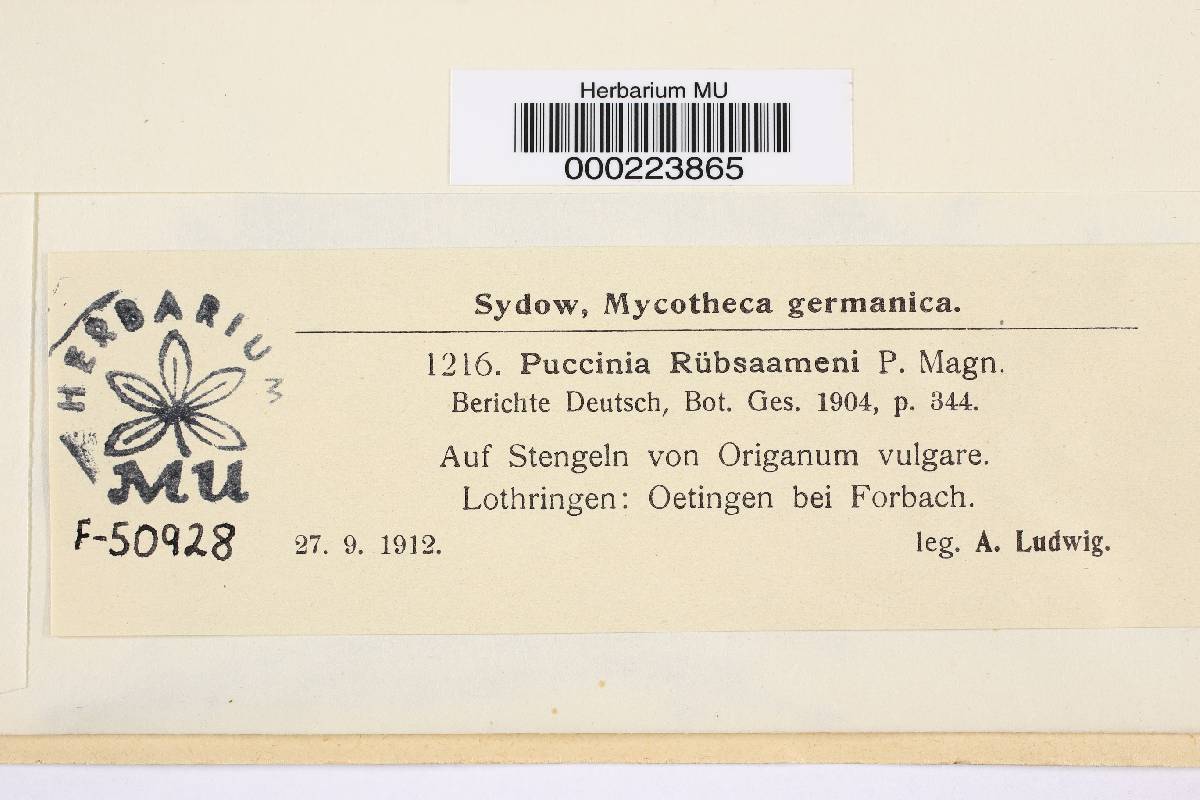 Herbarium MU
000223865
Sydow, Mycotheca germanica.
1216. Puccinia Rübsaameni P. Magn.
Berichte Deutsch, Bot. Ges. 1904, p. 344.
Auf Stengeln von Origanum vulgare.
Lothringen: Oetingen bei Forbach.
27. 9. 1912. leg. A. Ludwig.
HERBARIUM
MU
F-50928